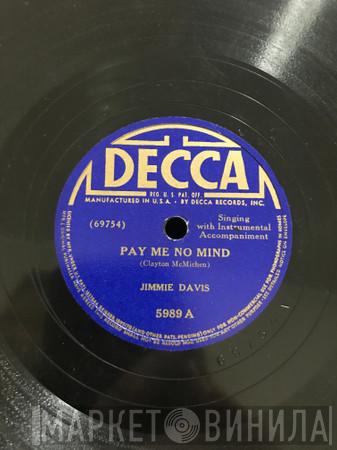 DECCA
REG. U.S. PAT. OFF.
MANUFACTURED IN U.S.A. • BY DECCA RECORDS, INC.
(69754)
Singing
with Instrumental
Accompaniment
PAY ME NO MIND
(Clayton McMichen)
JIMMIE DAVIS
5989 A
МАРКЕТ ВИНИЛА